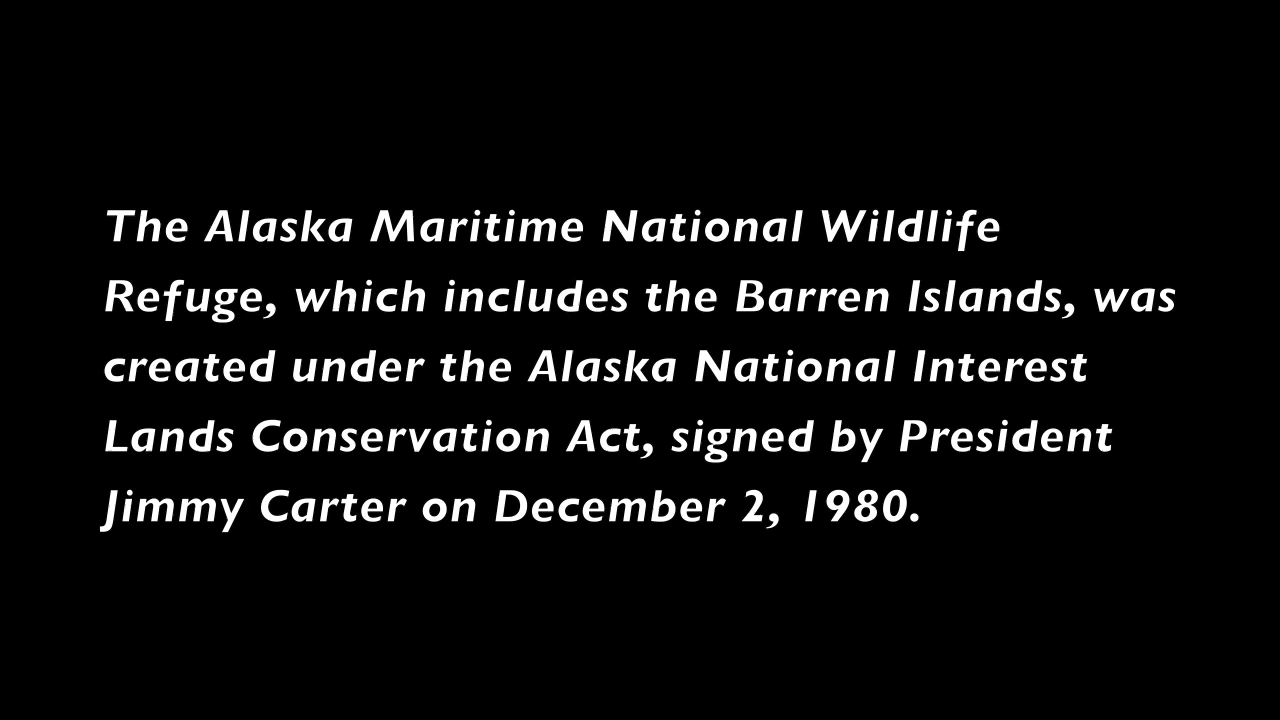 The Alaska Maritime National Wildlife
Refuge, which includes the Barren Islands, was
created under the Alaska National Interest
Lands Conservation Act, signed by President
Jimmy Carter on December 2, 1980.